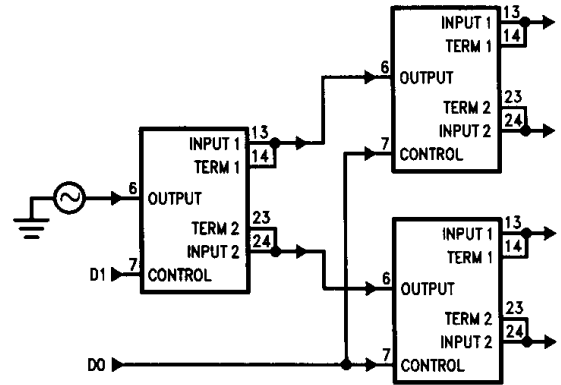 INPUT 1 13
TERM 1 14
6 OUTPUT
TERM 2 23
INPUT 2 24
7 CONTROL
INPUT 1 13
TERM 1 14
6 OUTPUT
TERM 2 23
INPUT 2 24
D1 7 CONTROL
INPUT 1 13
TERM 1 14
6 OUTPUT
TERM 2 23
INPUT 2 24
D0 7 CONTROL